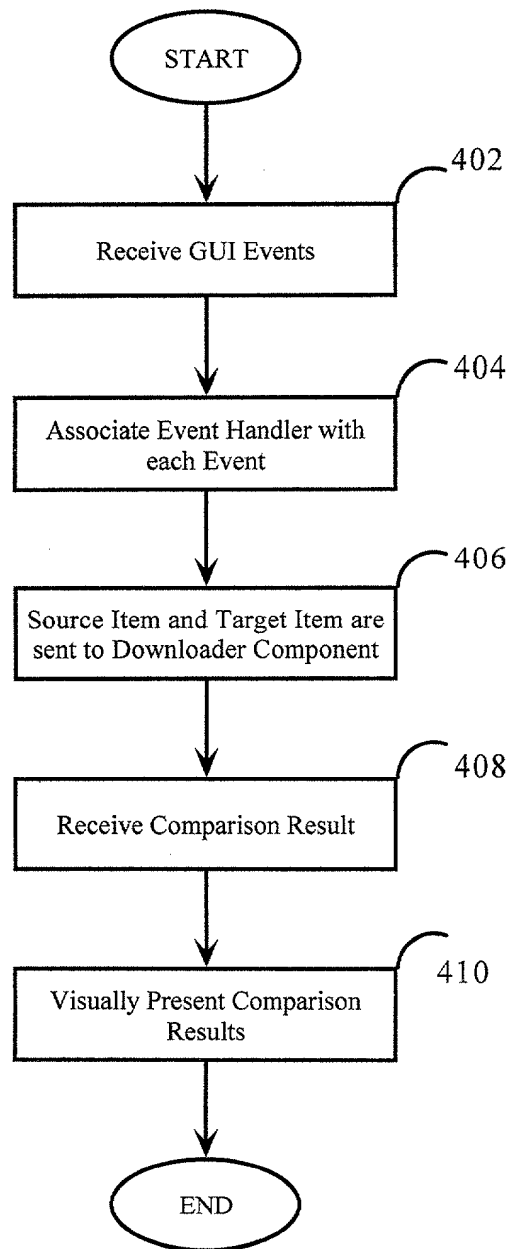 START
402
Receive GUI Events
404
Associate Event Handler with
each Event
406
Source Item and Target Item are
sent to Downloader Component
408
Receive Comparison Result
410
Visually Present Comparison
Results
END